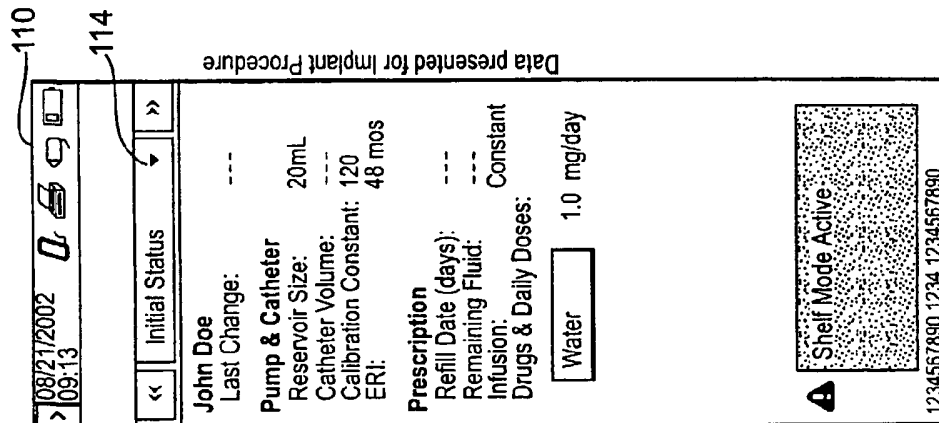 110
> 08/21/2002
09:13
114
<< Initial Status >>
John Doe
Last Change: ---
Pump & Catheter
Reservoir Size: 20mL
Catheter Volume: ---
Calibration Constant: 120
ERI: 48 mos
Prescription
Refill Date (days): ---
Remaining Fluid: ---
Infusion: Constant
Drugs & Daily Doses:
Water 1.0 mg/day
Shelf Mode Active
1234567890 1234 1234567890
Data presented for Implant Procedure